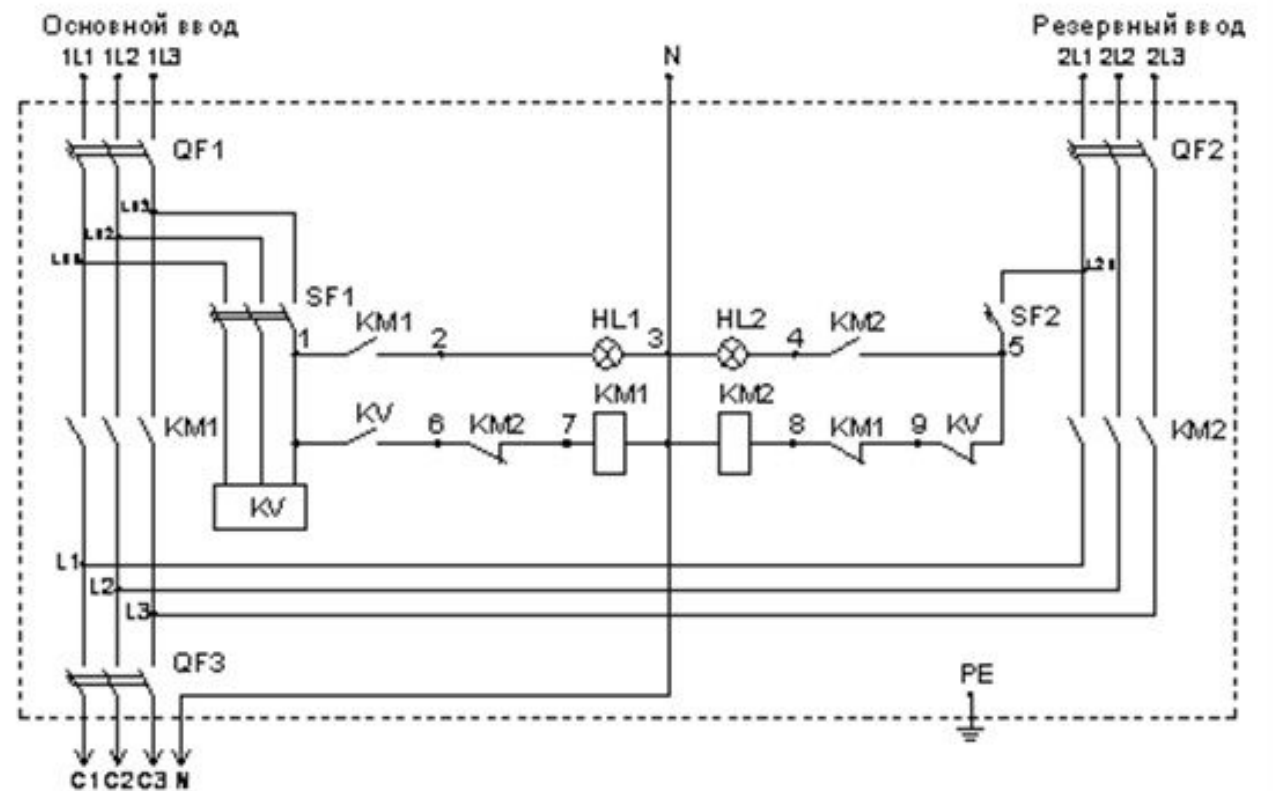 Основной ввод
Резервный ввод
1L1 1L2 1L3
N
2L1 2L2 2L3
QF1
QF2
SF1
SF2
1
KM1
2
HL1
3
HL2
4
KM2
5
KM1
KV
6
KM2
7
KM1
KM2
8
KM1
9
KV
KM2
KV
L1
L2
L3
QF3
PE
C1 C2 C3 N